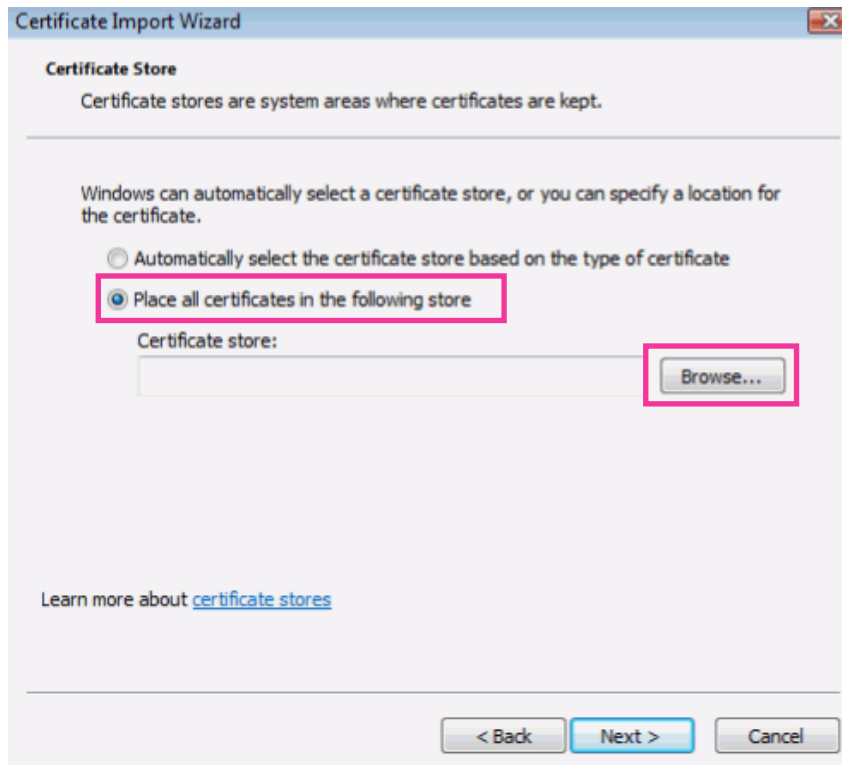 Certificate Import Wizard
Certificate Store
Certificate stores are system areas where certificates are kept.
Windows can automatically select a certificate store, or you can specify a location for
the certificate.
Automatically select the certificate store based on the type of certificate
Place all certificates in the following store
Certificate store:
Browse...
Learn more about certificate stores
< Back Next > Cancel